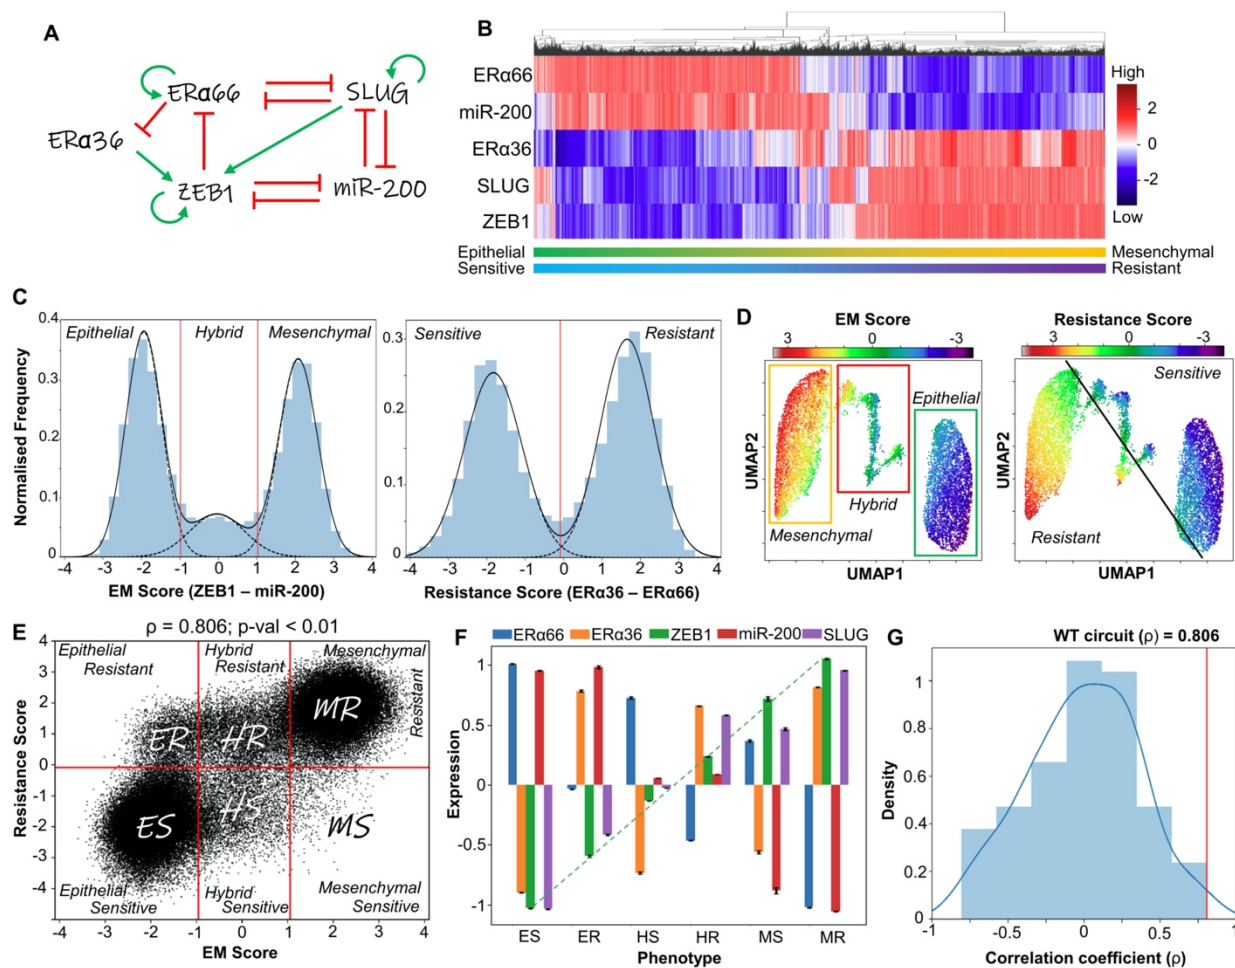 A
ERα66
SLUG
ERα36
ZEB1
miR-200
B
ERα66
miR-200
ERα36
SLUG
ZEB1
High
2
0
-2
Low
Epithelial
Mesenchymal
Sensitive
Resistant
C
Epithelial
Hybrid
Mesenchymal
Normalised Frequency
0.4
0.3
0.2
0.1
0
-4 -3 -2 -1 0 1 2 3 4
EM Score (ZEB1 – miR-200)
Sensitive
Resistant
0.3
0.2
0.1
0.00
-4 -3 -2 -1 0 1 2 3 4
Resistance Score (ERα36 – ERα66)
D
EM Score
3 0 -3
Epithelial
Hybrid
Mesenchymal
UMAP2
UMAP1
Resistance Score
3 0 -3
Sensitive
Resistant
UMAP2
UMAP1
E
ρ = 0.806; p-val < 0.01
Epithelial
Resistant
Hybrid
Resistant
Mesenchymal
Resistant
ER
HR
MR
ES
HS
MS
Epithelial
Sensitive
Hybrid
Sensitive
Mesenchymal
Sensitive
Resistance Score
4
3
2
1
0
-1
-2
-3
-4
-4 -3 -2 -1 0 1 2 3 4
EM Score
F
ERα66 ERα36 ZEB1 miR-200 SLUG
Expression
1
0.5
0
-0.5
-1
ES ER HS HR MS MR
Phenotype
G
WT circuit (ρ) = 0.806
Density
1
0.8
0.6
0.4
0.2
0
-1 -0.5 0 0.5 1
Correlation coefficient (ρ)